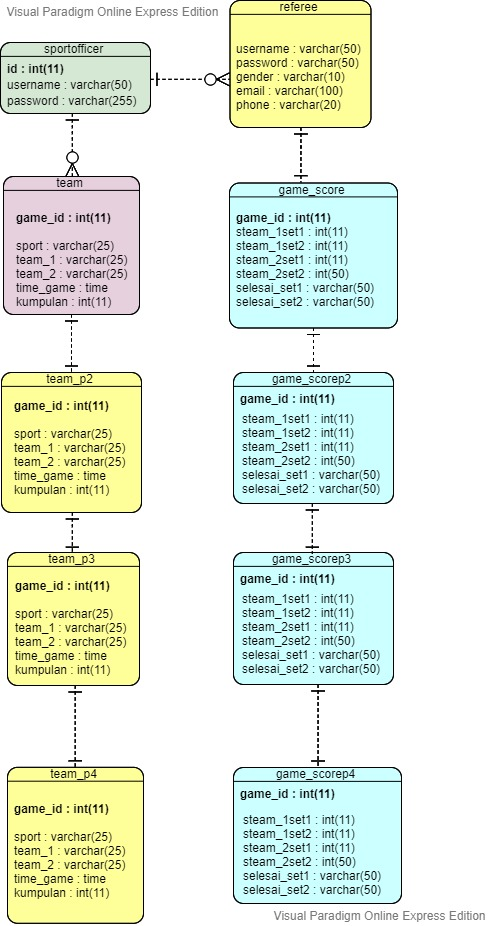 Visual Paradigm Online Express Edition
sportofficer
id : int(11)
username : varchar(50)
password : varchar(255)
referee
username : varchar(50)
password : varchar(50)
gender : varchar(10)
email : varchar(100)
phone : varchar(20)
team
game_id : int(11)
sport : varchar(25)
team_1 : varchar(25)
team_2 : varchar(25)
time_game : time
kumpulan : int(11)
game_score
game_id : int(11)
steam_1set1 : int(11)
steam_1set2 : int(11)
steam_2set1 : int(11)
steam_2set2 : int(50)
selesai_set1 : varchar(50)
selesai_set2 : varchar(50)
team_p2
game_id : int(11)
sport : varchar(25)
team_1 : varchar(25)
team_2 : varchar(25)
time_game : time
kumpulan : int(11)
game_scorep2
game_id : int(11)
steam_1set1 : int(11)
steam_1set2 : int(11)
steam_2set1 : int(11)
steam_2set2 : int(50)
selesai_set1 : varchar(50)
selesai_set2 : varchar(50)
team_p3
game_id : int(11)
sport : varchar(25)
team_1 : varchar(25)
team_2 : varchar(25)
time_game : time
kumpulan : int(11)
game_scorep3
game_id : int(11)
steam_1set1 : int(11)
steam_1set2 : int(11)
steam_2set1 : int(11)
steam_2set2 : int(50)
selesai_set1 : varchar(50)
selesai_set2 : varchar(50)
team_p4
game_id : int(11)
sport : varchar(25)
team_1 : varchar(25)
team_2 : varchar(25)
time_game : time
kumpulan : int(11)
game_scorep4
game_id : int(11)
steam_1set1 : int(11)
steam_1set2 : int(11)
steam_2set1 : int(11)
steam_2set2 : int(50)
selesai_set1 : varchar(50)
selesai_set2 : varchar(50)
Visual Paradigm Online Express Edition